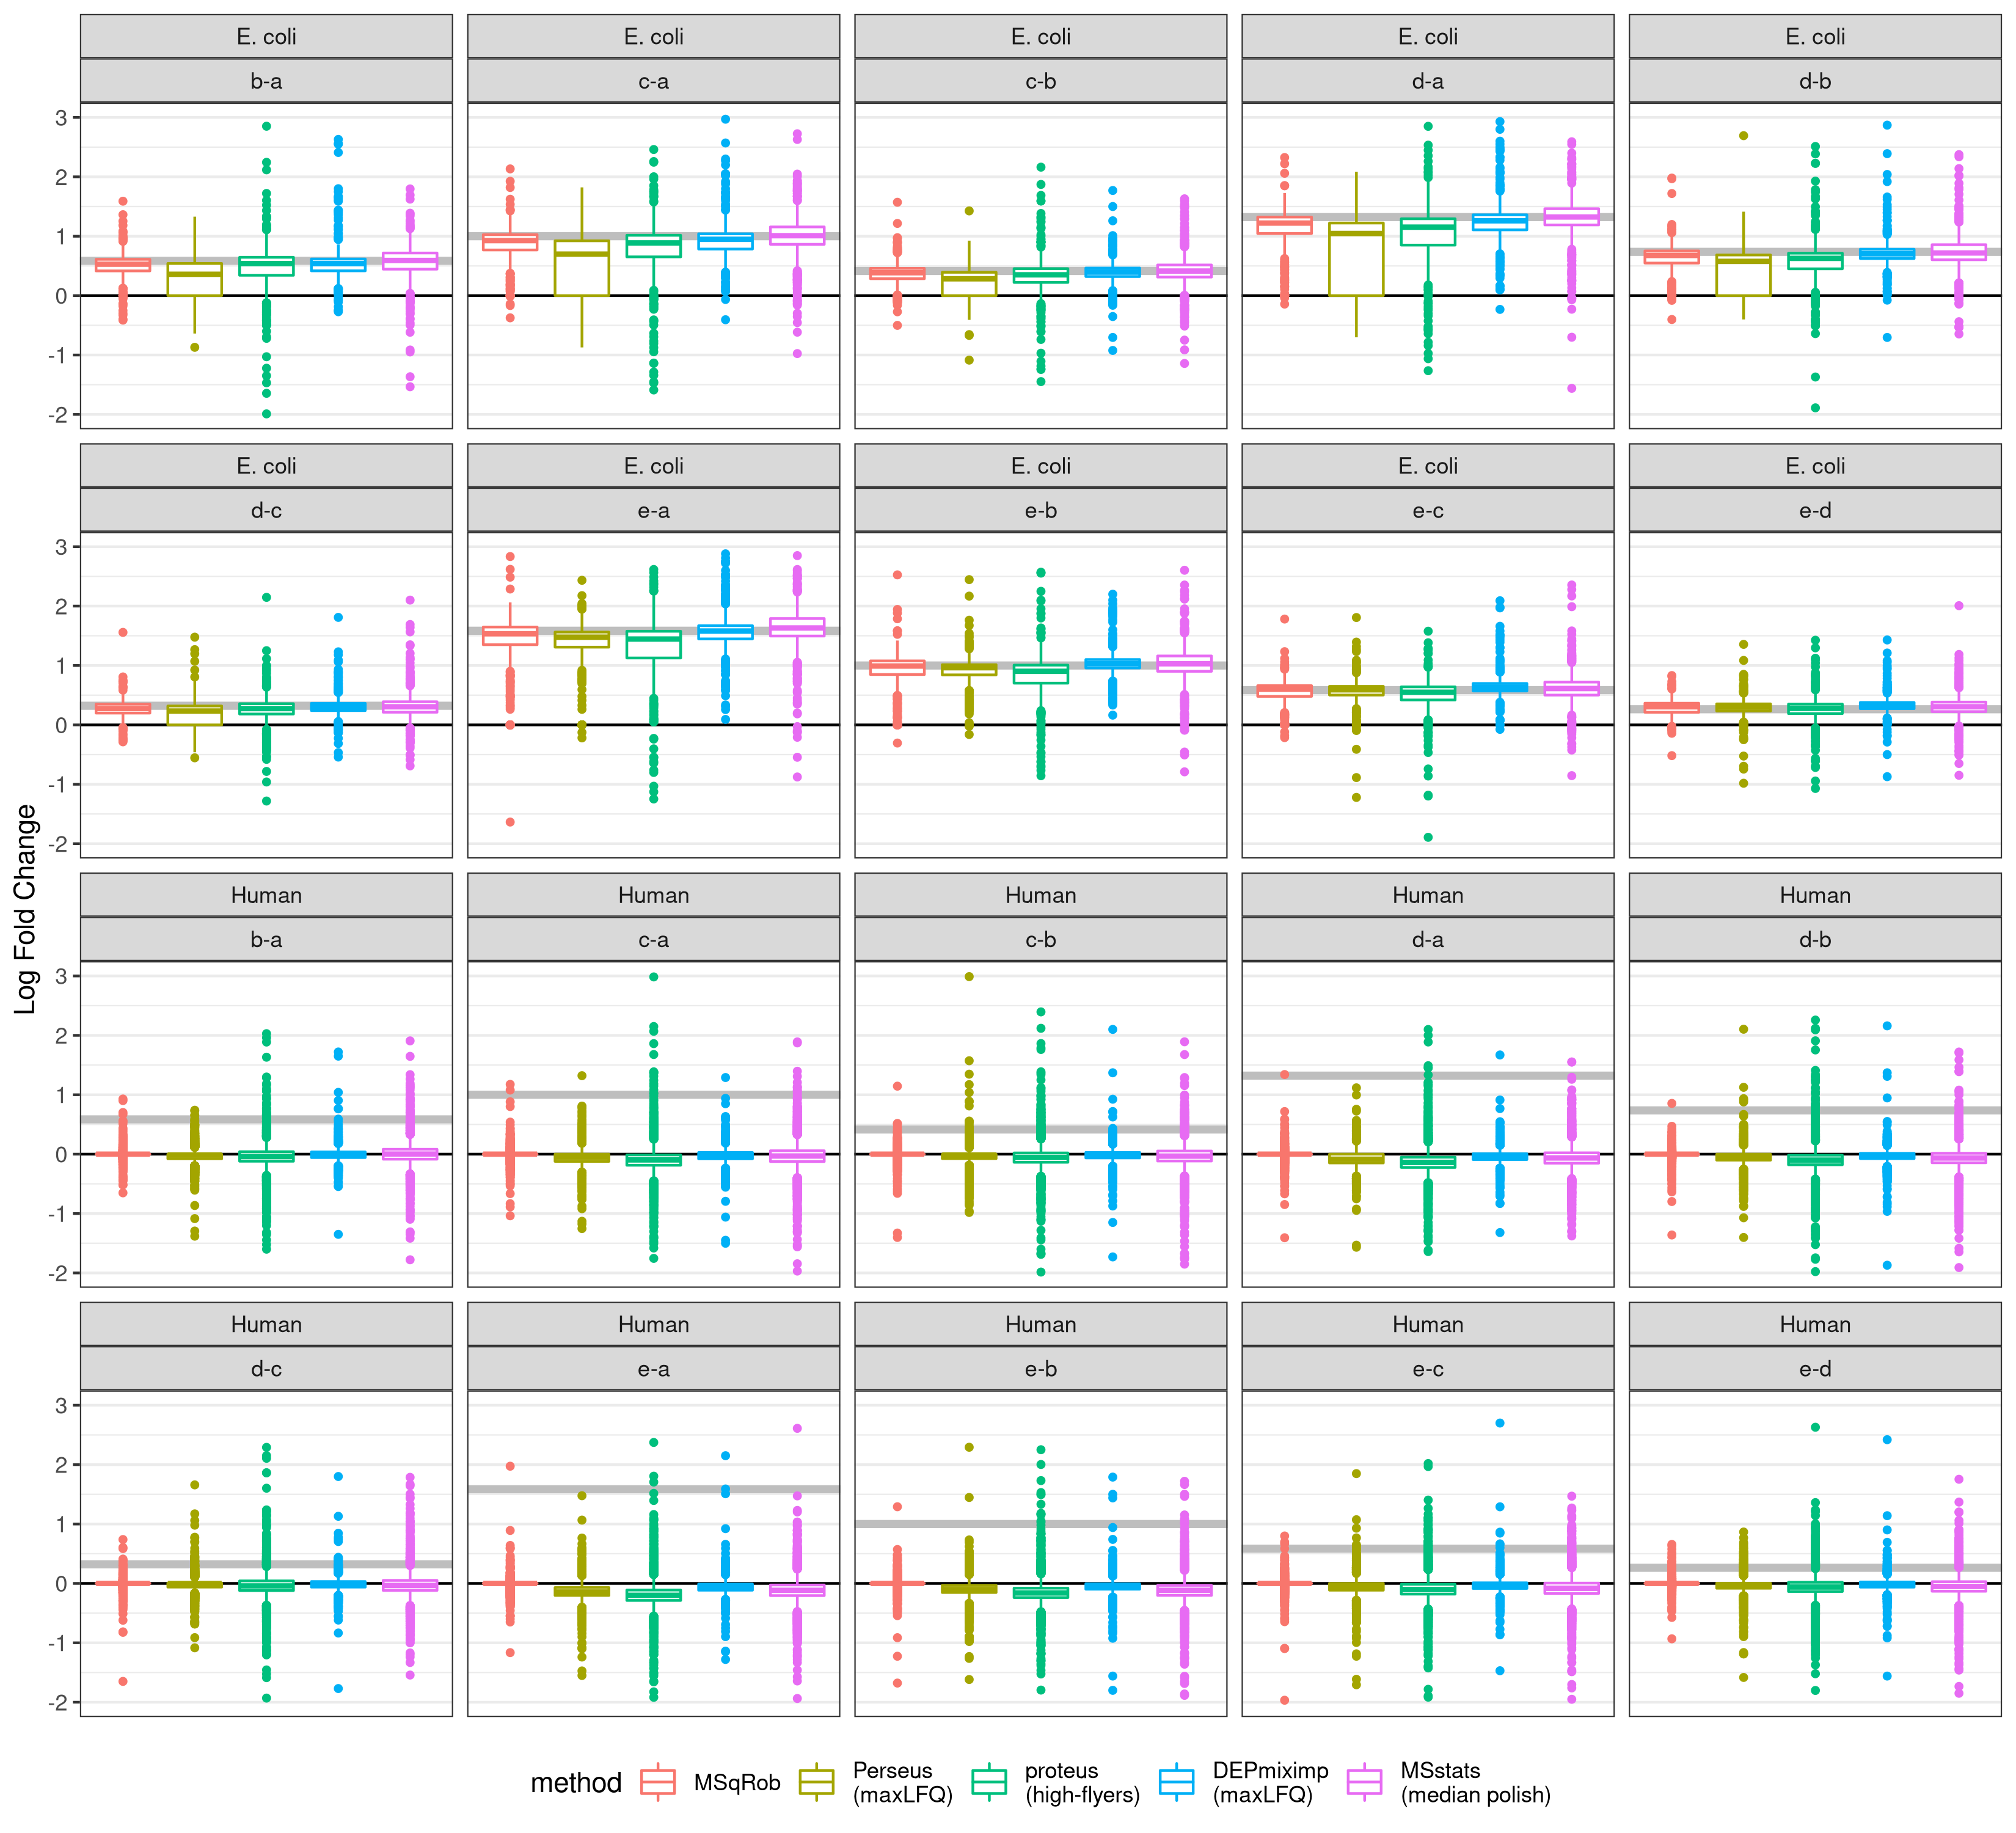 E. coli E. coli E. coli E. coli E. coli
b-a c-a c-b d-a d-b
3
2
1
0
-1
-2
E. coli E. coli E. coli E. coli E. coli
d-c e-a e-b e-c e-d
3
2
1
0
-1
-2
Log Fold Change
Human Human Human Human Human
b-a c-a c-b d-a d-b
3
2
1
0
-1
-2
Human Human Human Human Human
d-c e-a e-b e-c e-d
3
2
1
0
-1
-2
method
MSqRob
Perseus
(maxLFQ)
proteus
(high-flyers)
DEPmiximp
(maxLFQ)
MSstats
(median polish)